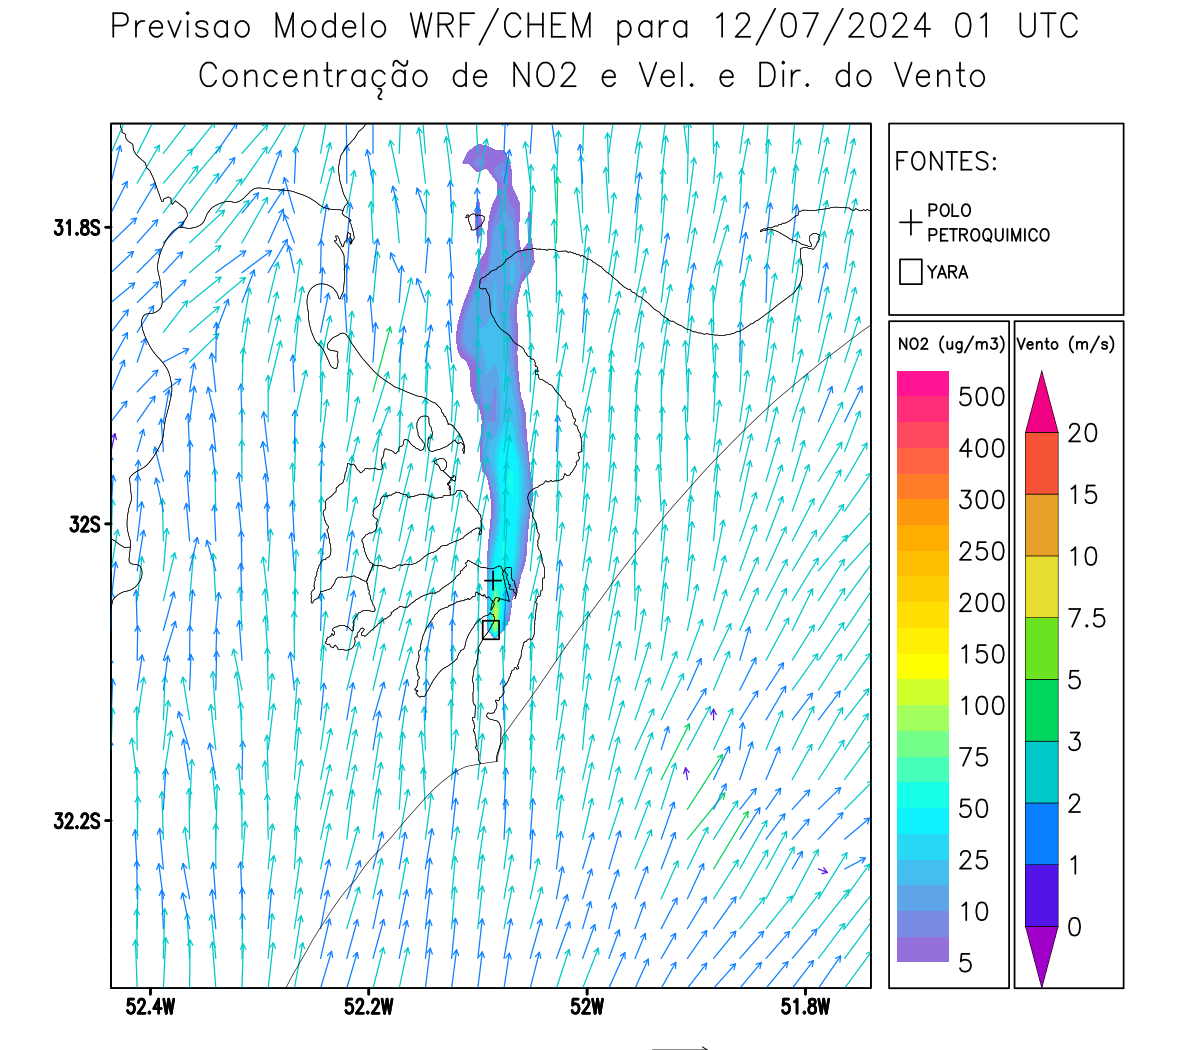 Previsao Modelo WRF/CHEM para 12/07/2024 01 UTC
Concentração de NO2 e Vel. e Dir. do Vento
FONTES:
POLO
PETROQUIMICO
YARA
NO2 (ug/m3)
500
400
300
250
200
150
100
75
50
25
10
5
Vento (m/s)
20
15
10
7.5
5
3
2
1
0
31.8S
32S
32.2S
52.4W
52.2W
52W
51.8W